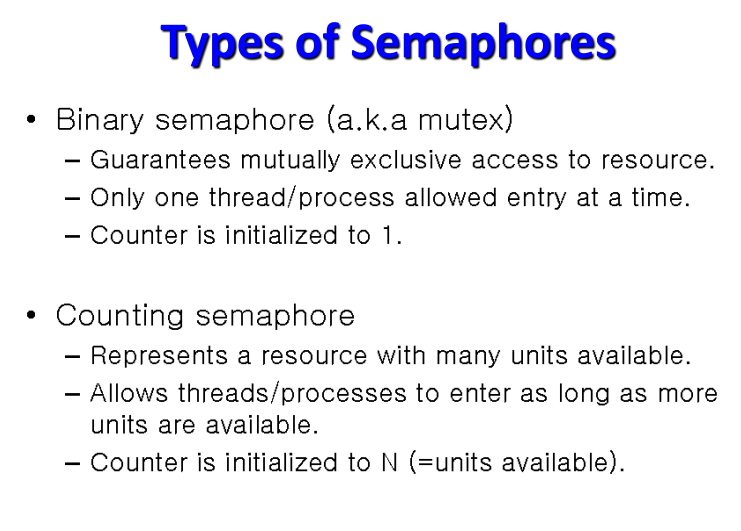 Types of Semaphores
• Binary semaphore (a.k.a mutex)
– Guarantees mutually exclusive access to resource.
– Only one thread/process allowed entry at a time.
– Counter is initialized to 1.
• Counting semaphore
– Represents a resource with many units available.
– Allows threads/processes to enter as long as more
units are available.
– Counter is initialized to N (=units available).